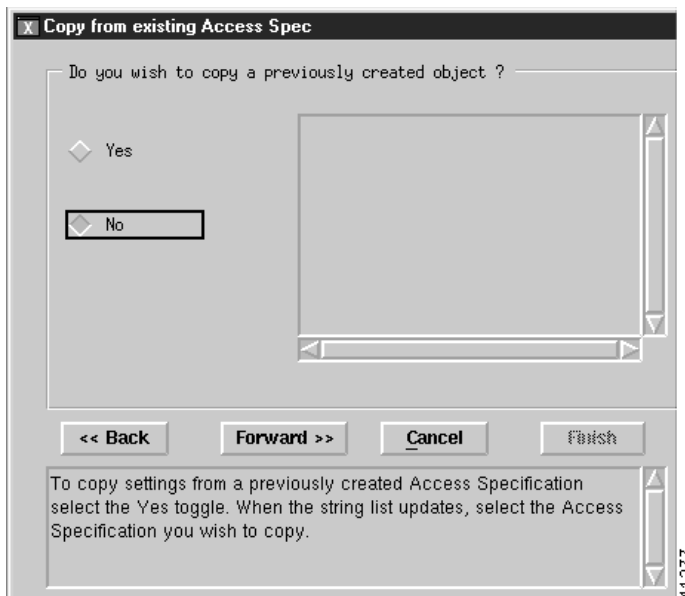 X Copy from existing Access Spec
Do you wish to copy a previously created object ?
Yes
No
<< Back Forward >> Cancel Finish
To copy settings from a previously created Access Specification
select the Yes toggle. When the string list updates, select the Access
Specification you wish to copy.